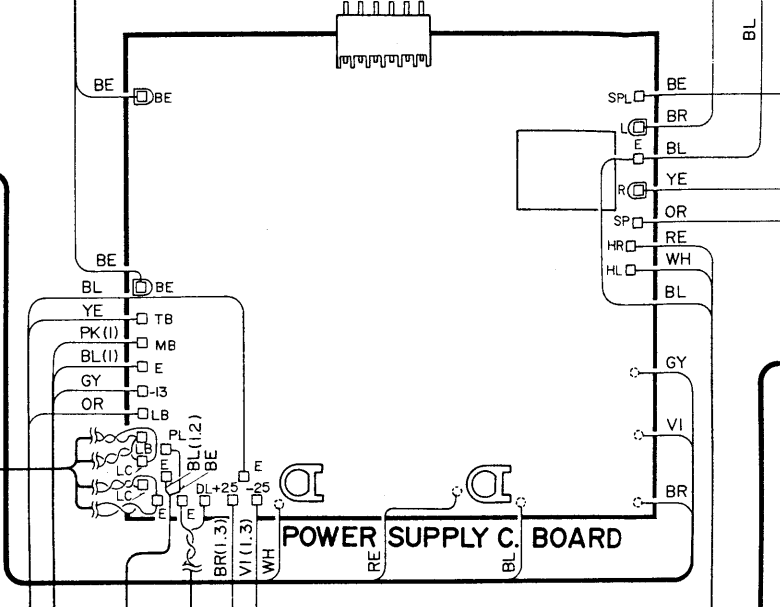 BL
BE
BE
SPL
BE
L
BR
E
BL
R
YE
SP
OR
HR
RE
HL
WH
BL
BE
BE
BL
YE
TB
PK(1)
MB
BL(1)
E
GY
-13
OR
LB
GY
VI
BR
PL
LB
BL(1.2)
BE
LC
E
E
LC
DL
+25
-25
E
E
BR(1.3)
VI(1.3)
WH
POWER SUPPLY C. BOARD
RE
BL